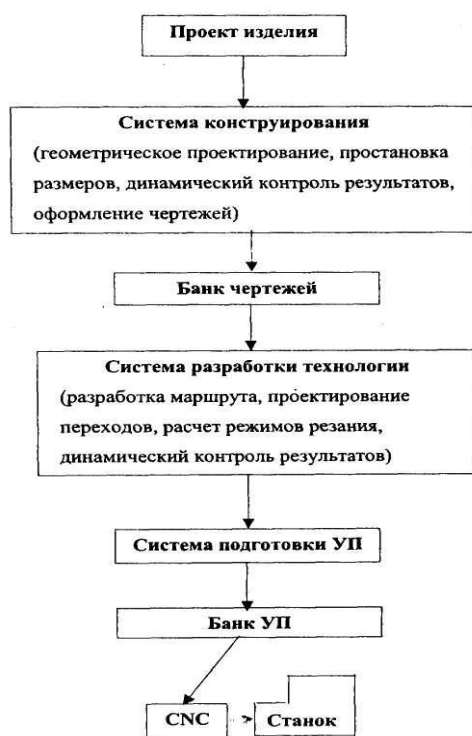 Проект изделия
Система конструирования
(геометрическое проектирование, простановка
размеров, динамический контроль результатов,
оформление чертежей)
Банк чертежей
Система разработки технологии
(разработка маршрута, проектирование
переходов, расчет режимов резания,
динамический контроль результатов)
Система подготовки УП
Банк УП
CNC
Станок